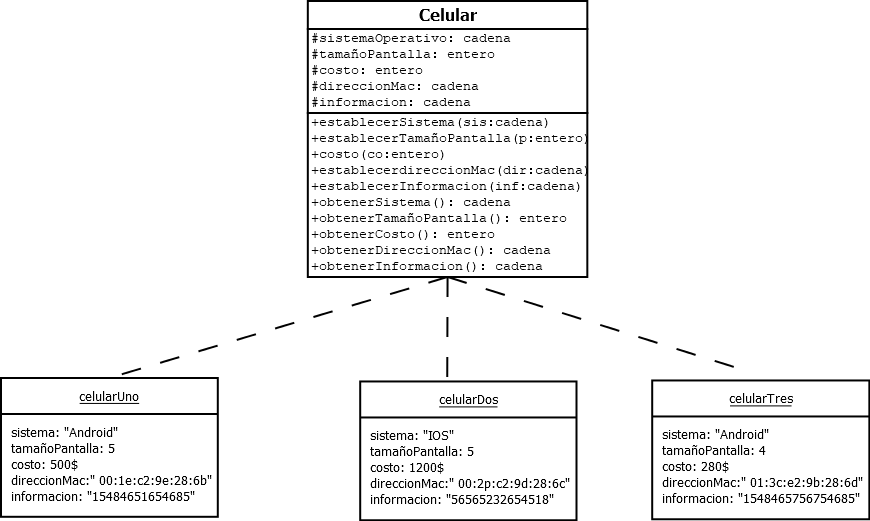 Celular
#sistemaOperativo: cadena
#tamañoPantalla: entero
#costo: entero
#direccionMac: cadena
#informacion: cadena
+establecerSistema(sis:cadena)
+establecerTamañoPantalla(p:entero)
+costo(co:entero)
+establecerdireccionMac(dir:cadena)
+establecerInformacion(inf:cadena)
+obtenerSistema(): cadena
+obtenerTamañoPantalla(): entero
+obtenerCosto(): entero
+obtenerDireccionMac(): cadena
+obtenerInformacion(): cadena
celularUno
sistema: "Android"
tamañoPantalla: 5
costo: 500$
direccionMac:" 00:1e:c2:9e:28:6b"
informacion: "15484651654685"
celularDos
sistema: "IOS"
tamañoPantalla: 5
costo: 1200$
direccionMac:" 00:2p:c2:9d:28:6c"
informacion: "56565232654518"
celularTres
sistema: "Android"
tamañoPantalla: 4
costo: 280$
direccionMac:" 01:3c:e2:9b:28:6d"
informacion: "1548465756754685"